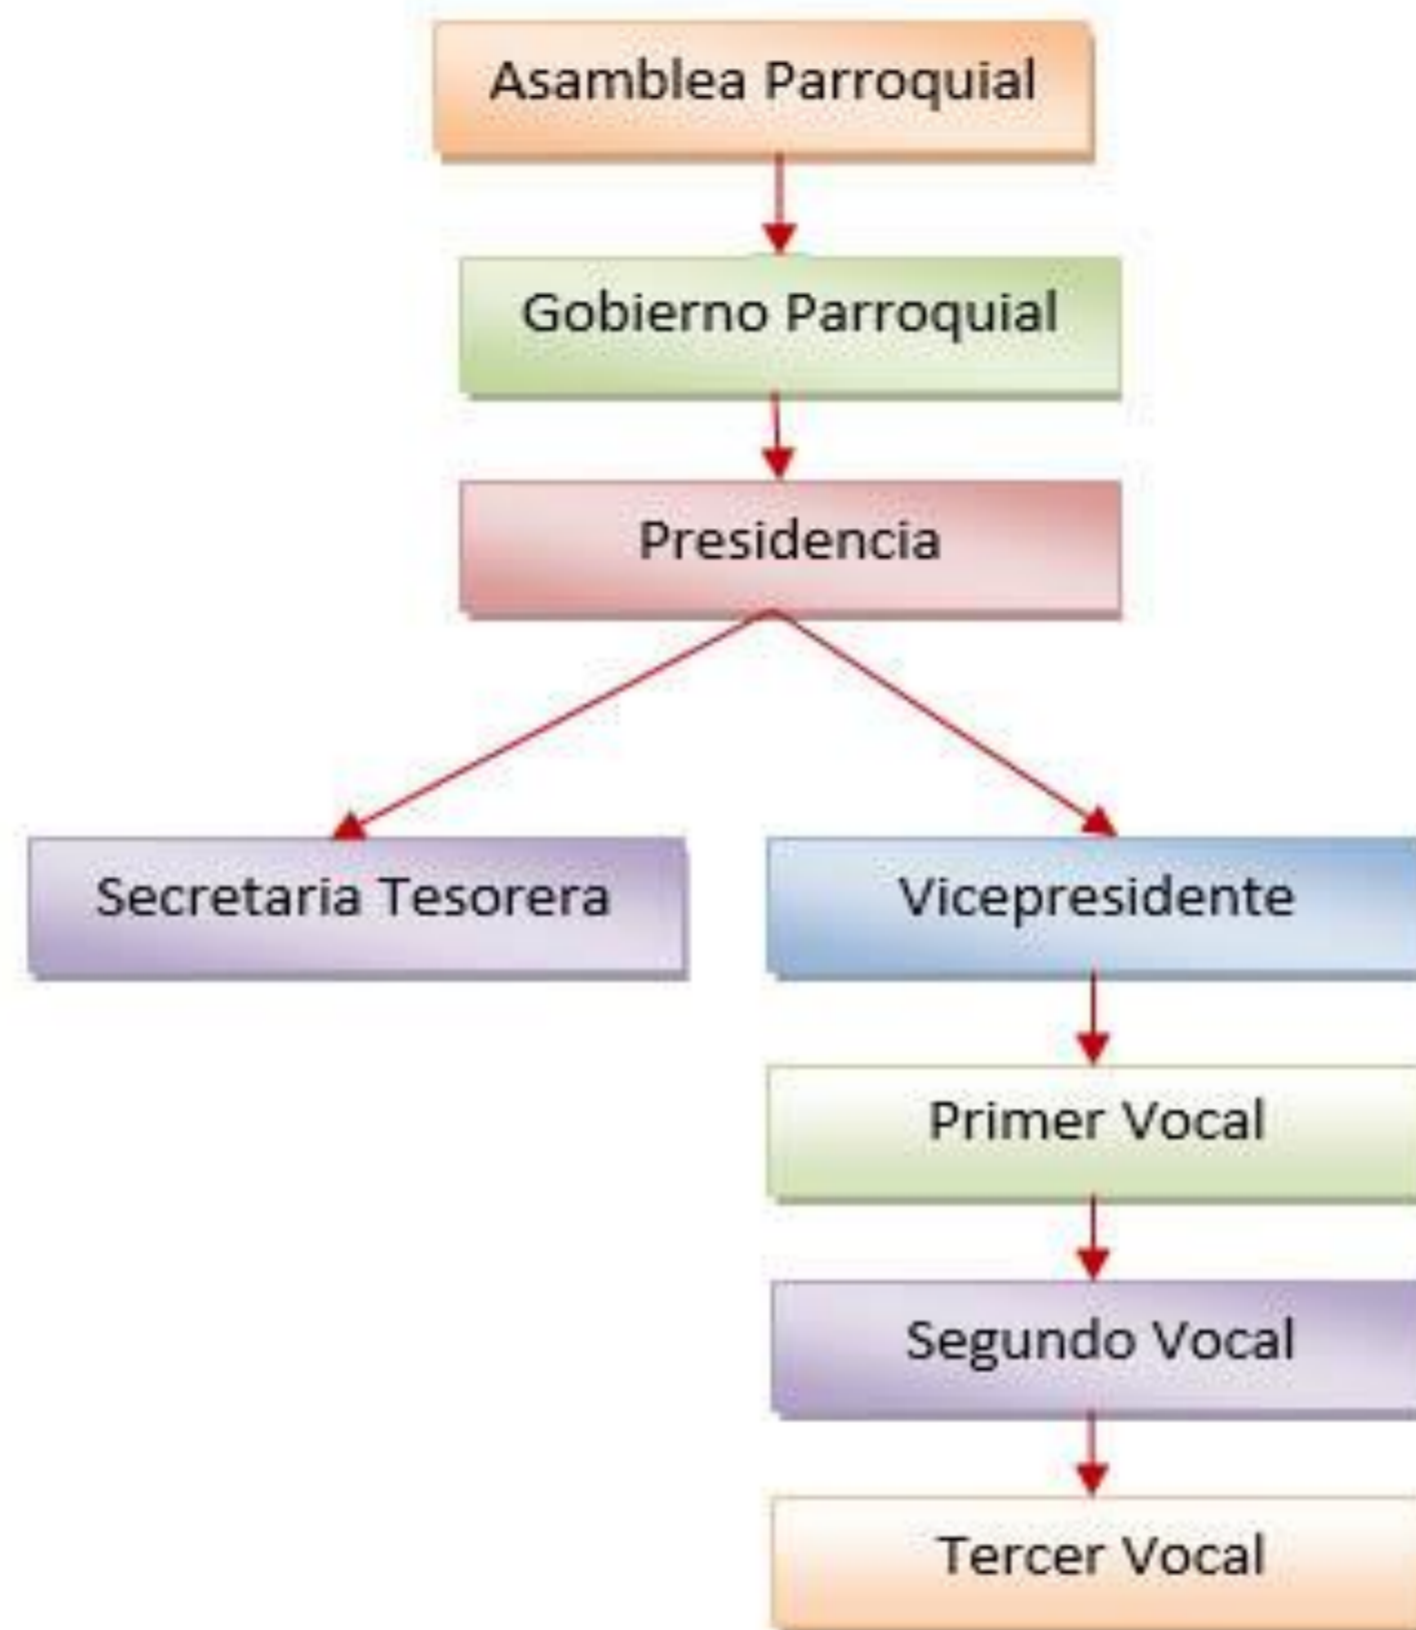 Asamblea Parroquial
Gobierno Parroquial
Presidencia
Secretaria Tesorera
Vicepresidente
Primer Vocal
Segundo Vocal
Tercer Vocal